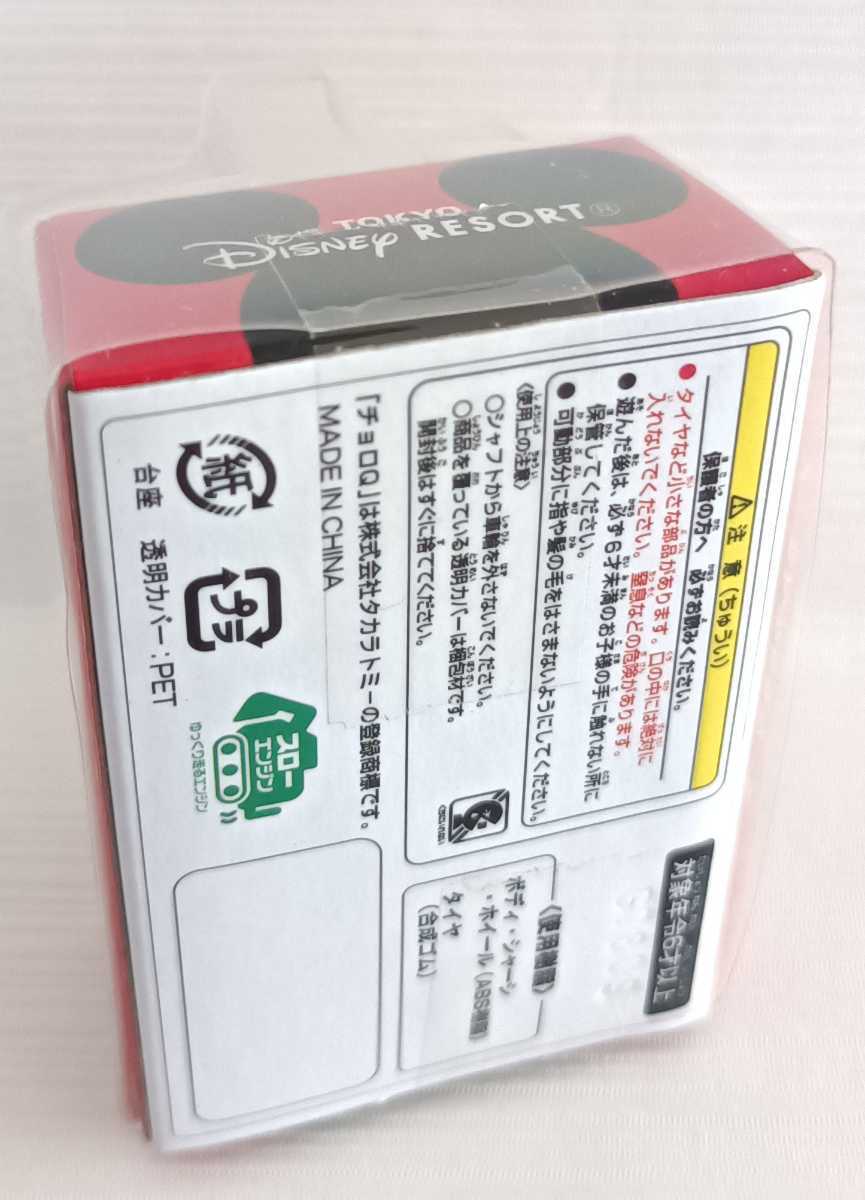 TOKYO
Disney RESORT®
⚠ 注 意 (ちゅうい)
保護者の方へ 必ずお読みください。
● タイヤなど小さな部品があります。口の中には絶対に
入れないでください。窒息などの危険があります。
● 遊んだ後は、必ず6才未満のお子様の手に触れない所に
保管してください。
● 可動部分に指や髪の毛をはさまないようにしてください。
〈使用上の注意〉
○シャフトから車輪を外さないでください。
○商品を覆っている透明カバーは梱包材です。
開封後はすぐに捨ててください。
「チョロQ」は株式会社タカラトミーの登録商標です。
MADE IN CHINA
紙
台座
プラ
透明カバー:PET
スロー
エンジン
ゆっくり走るエンジン
対象年令6才以上
ボディ・シャーシ
・ホイール(ABS樹脂)
タイヤ
(合成ゴム)